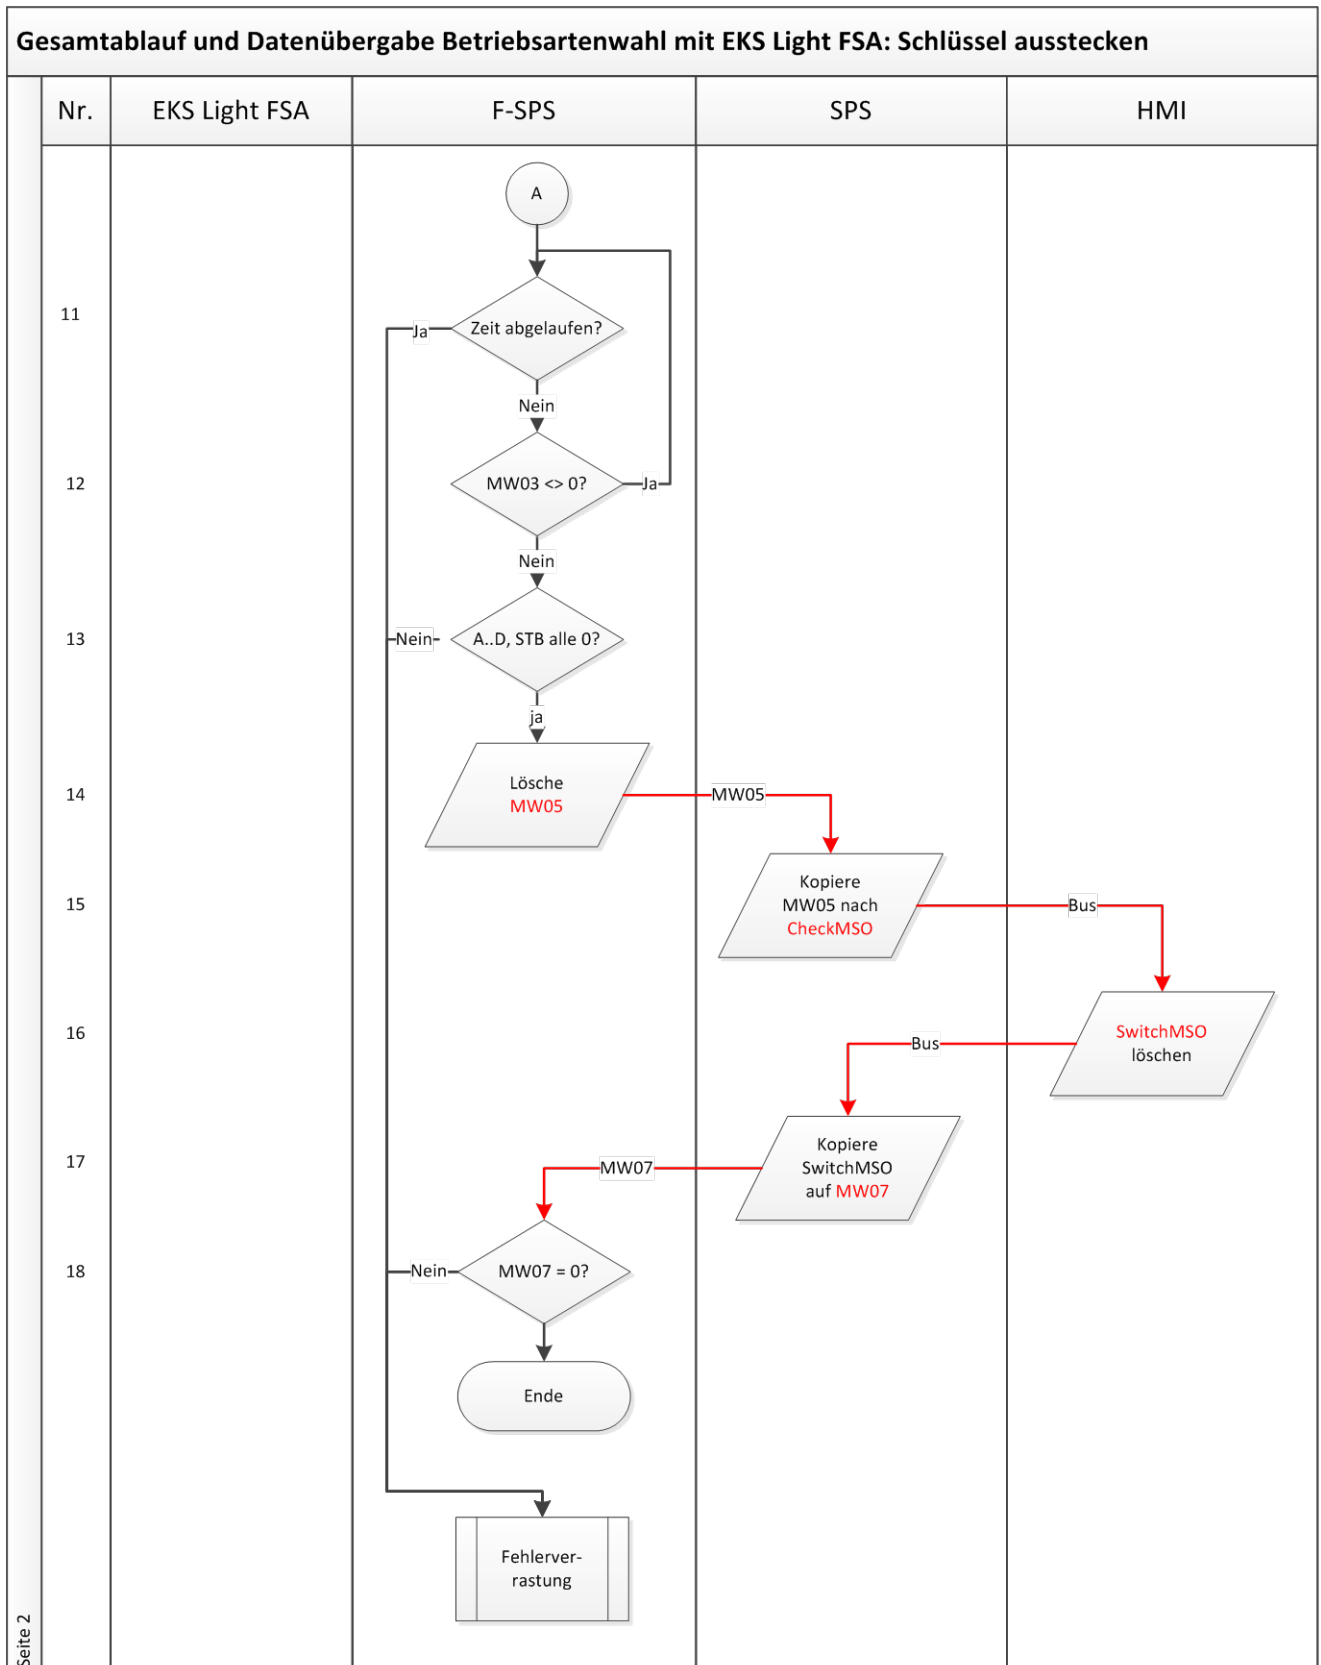 Gesamtablauf und Datenübergabe Betriebsartenwahl mit EKS Light FSA: Schlüssel ausstecken
Nr.
EKS Light FSA
F-SPS
SPS
HMI
A
11
Zeit abgelaufen?
Ja
Nein
12
MW03 <> 0?
Ja
Nein
13
A..D, STB alle 0?
Nein
ja
14
Lösche
MW05
MW05
15
Kopiere
MW05 nach
CheckMSO
Bus
16
SwitchMSO
löschen
Bus
17
Kopiere
SwitchMSO
auf MW07
MW07
18
MW07 = 0?
Nein
Ende
Fehlerver-
rastung
Seite 2